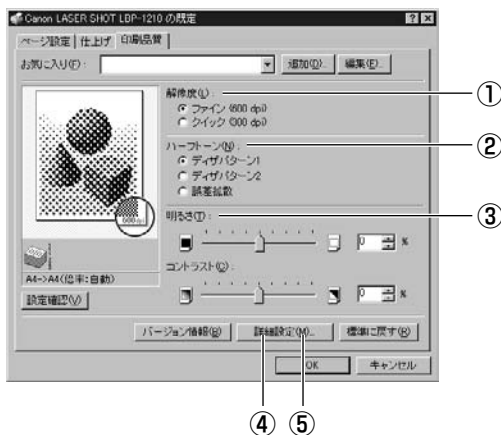 Canon LASER SHOT LBP-1210 の既定
ページ設定 仕上げ 印刷品質
お気に入り(F): 追加(D)... 編集(E)...
解像度(L): ①
ファイン (600 dpi)
クイック (300 dpi)
ハーフトーン(N): ②
ディザパターン1
ディザパターン2
誤差拡散
明るさ(T): ③
0 %
コントラスト(C):
0 %
600 dpi
A4->A4(倍率:自動)
設定確認(V)
バージョン情報(B) 詳細設定(M)... 標準に戻す(R)
OK キャンセル
④ ⑤